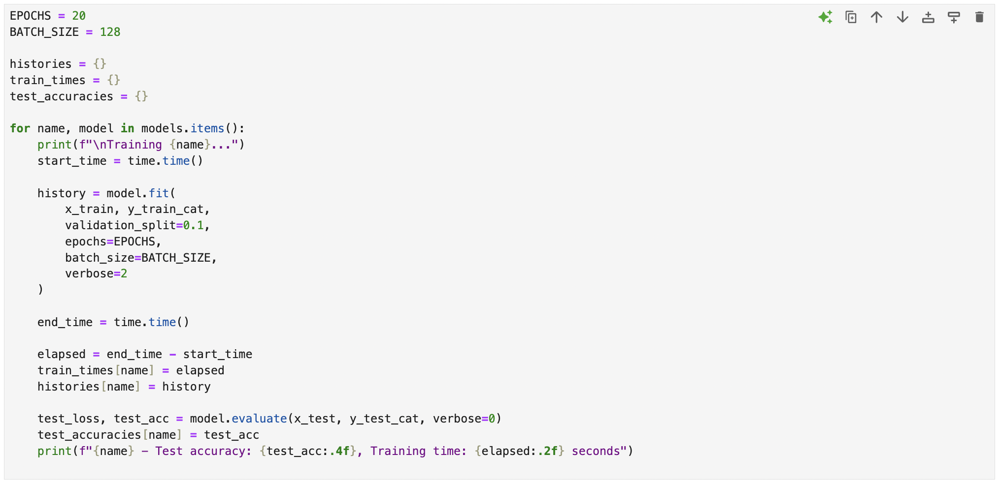 EPOCHS = 20
BATCH_SIZE = 128
histories = {}
train_times = {}
test_accuracies = {}
for name, model in models.items():
    print(f"\nTraining {name}...")
    start_time = time.time()
    history = model.fit(
        x_train, y_train_cat,
        validation_split=0.1,
        epochs=EPOCHS,
        batch_size=BATCH_SIZE,
        verbose=2
    )
    end_time = time.time()
    elapsed = end_time - start_time
    train_times[name] = elapsed
    histories[name] = history
    test_loss, test_acc = model.evaluate(x_test, y_test_cat, verbose=0)
    test_accuracies[name] = test_acc
    print(f"{name} - Test accuracy: {test_acc:.4f}, Training time: {elapsed:.2f} seconds")